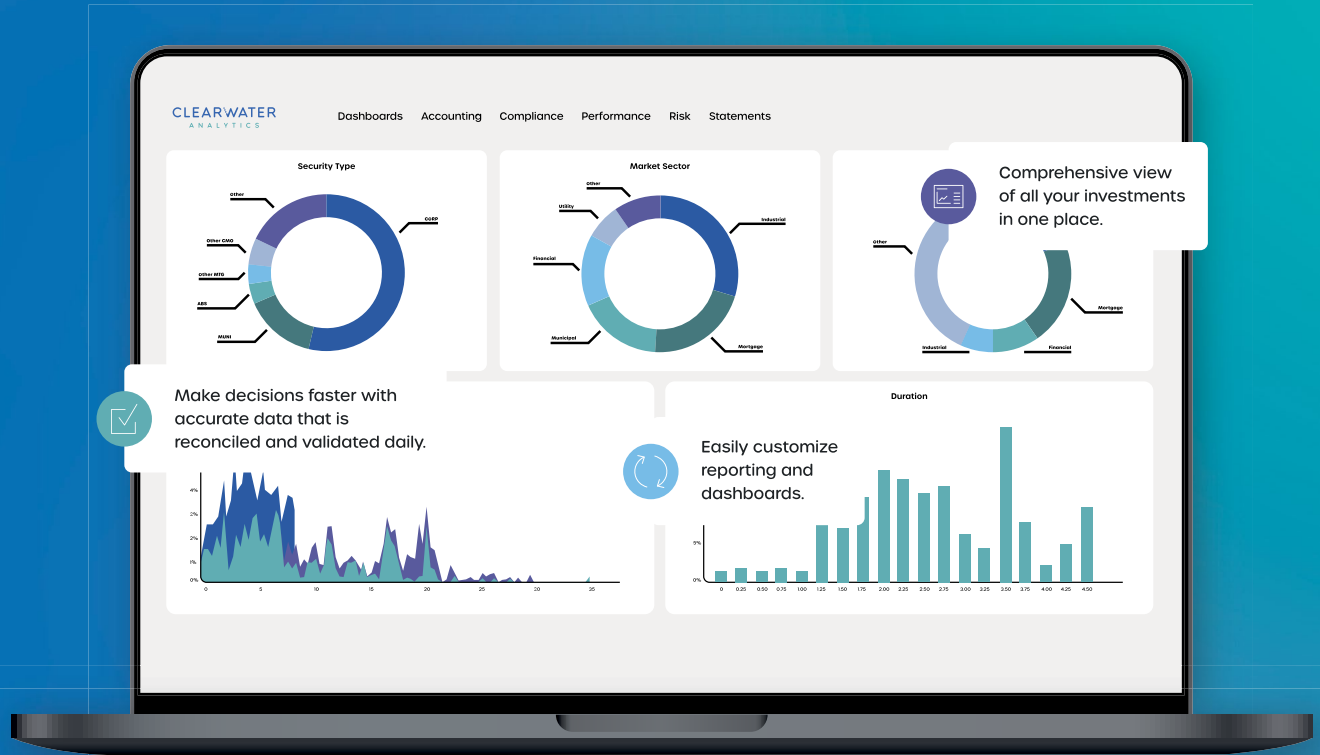 CLEARWATER
ANALYTICS
Dashboards Accounting Compliance Performance Risk Statements
Security Type
Other
CORP
Other CMO
Other MTG
ABS
MUNI
Market Sector
Other
Utility
Industrial
Financial
Municipal
Mortgage
Comprehensive view
of all your investments
in one place.
Other
Mortgage
Industrial
Financial
Make decisions faster with
accurate data that is
reconciled and validated daily.
4%
2%
2%
1%
0%
0 5 10 15 20 25 30 35
Duration
Easily customize
reporting and
dashboards.
5%
0%
0 0.25 0.50 0.75 1.00 1.25 1.50 1.75 2.00 2.25 2.50 2.75 3.00 3.25 3.50 3.75 4.00 4.25 4.50